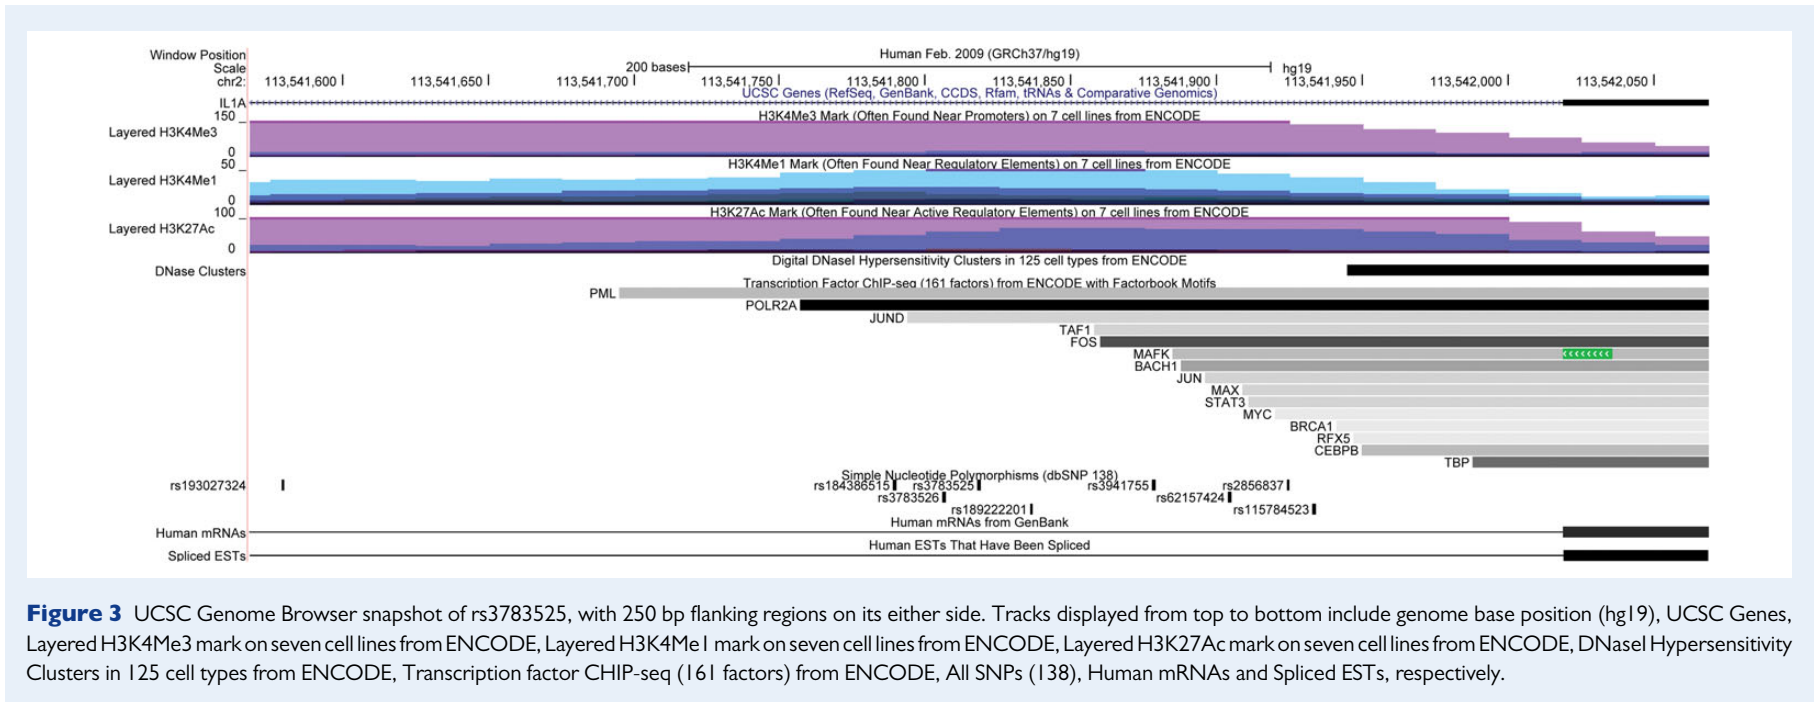 Window Position Human Feb. 2009 (GRCh37/hg19)
Scale 200 bases hg19
chr2: 113,541,600 113,541,650 113,541,700 113,541,750 113,541,800 113,541,850 113,541,900 113,541,950 113,542,000 113,542,050
UCSC Genes (RefSeq, GenBank, CCDS, Rfam, tRNAs & Comparative Genomics)
IL1A
H3K4Me3 Mark (Often Found Near Promoters) on 7 cell lines from ENCODE
150
Layered H3K4Me3
0
H3K4Me1 Mark (Often Found Near Regulatory Elements) on 7 cell lines from ENCODE
50
Layered H3K4Me1
0
H3K27Ac Mark (Often Found Near Active Regulatory Elements) on 7 cell lines from ENCODE
100
Layered H3K27Ac
0
Digital DNaseI Hypersensitivity Clusters in 125 cell types from ENCODE
DNase Clusters
Transcription Factor ChIP-seq (161 factors) from ENCODE with Factorbook Motifs
PML
POLR2A
JUND
TAF1
FOS
MAFK
BACH1
JUN
MAX
STAT3
MYC
BRCA1
RFX5
CEBPB
TBP
Simple Nucleotide Polymorphisms (dbSNP 138)
rs193027324 rs184386515 rs3783525 rs3941755 rs2856837
rs3783526 rs62157424
rs189222201 rs115784523
Human mRNAs from GenBank
Human mRNAs
Human ESTs That Have Been Spliced
Spliced ESTs
Figure 3 UCSC Genome Browser snapshot of rs3783525, with 250 bp flanking regions on its either side. Tracks displayed from top to bottom include genome base position (hg19), UCSC Genes,
Layered H3K4Me3 mark on seven cell lines from ENCODE, Layered H3K4Me1 mark on seven cell lines from ENCODE, Layered H3K27Ac mark on seven cell lines from ENCODE, DNaseI Hypersensitivity
Clusters in 125 cell types from ENCODE, Transcription factor CHIP-seq (161 factors) from ENCODE, All SNPs (138), Human mRNAs and Spliced ESTs, respectively.